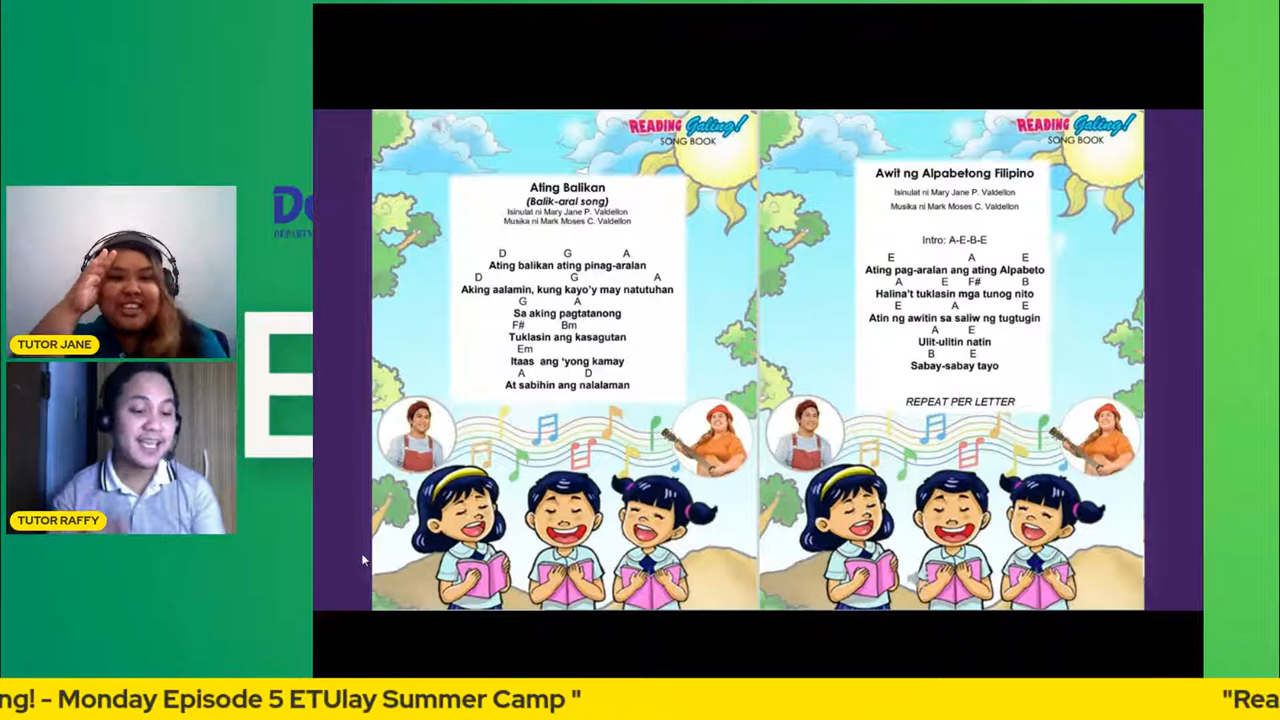 READING Galing!
SONG BOOK
Ating Balikan
(Balik-aral song)
Isinulat ni Mary Jane P. Valdellon
Musika ni Mark Moses C. Valdellon
D G A
Ating balikan ating pinag-aralan
D G A
Aking aalamin, kung kayo’y may natutuhan
G A
Sa aking pagtatanong
F# Bm
Tuklasin ang kasagutan
Em
Itaas ang ‘yong kamay
A D
At sabihin ang nalalaman
READING Galing!
SONG BOOK
Awit ng Alpabetong Filipino
Isinulat ni Mary Jane P. Valdellon
Musika ni Mark Moses C. Valdellon
Intro: A-E-B-E
E A E
Ating pag-aralan ang ating Alpabeto
A E F# B
Halina’t tuklasin mga tunog nito
E A E
Atin ng awitin sa saliw ng tugtugin
A E
Ulit-ulitin natin
B E
Sabay-sabay tayo
REPEAT PER LETTER
TUTOR JANE
TUTOR RAFFY
De
DEPART
E
ng! - Monday Episode 5 ETUlay Summer Camp "
"Rea